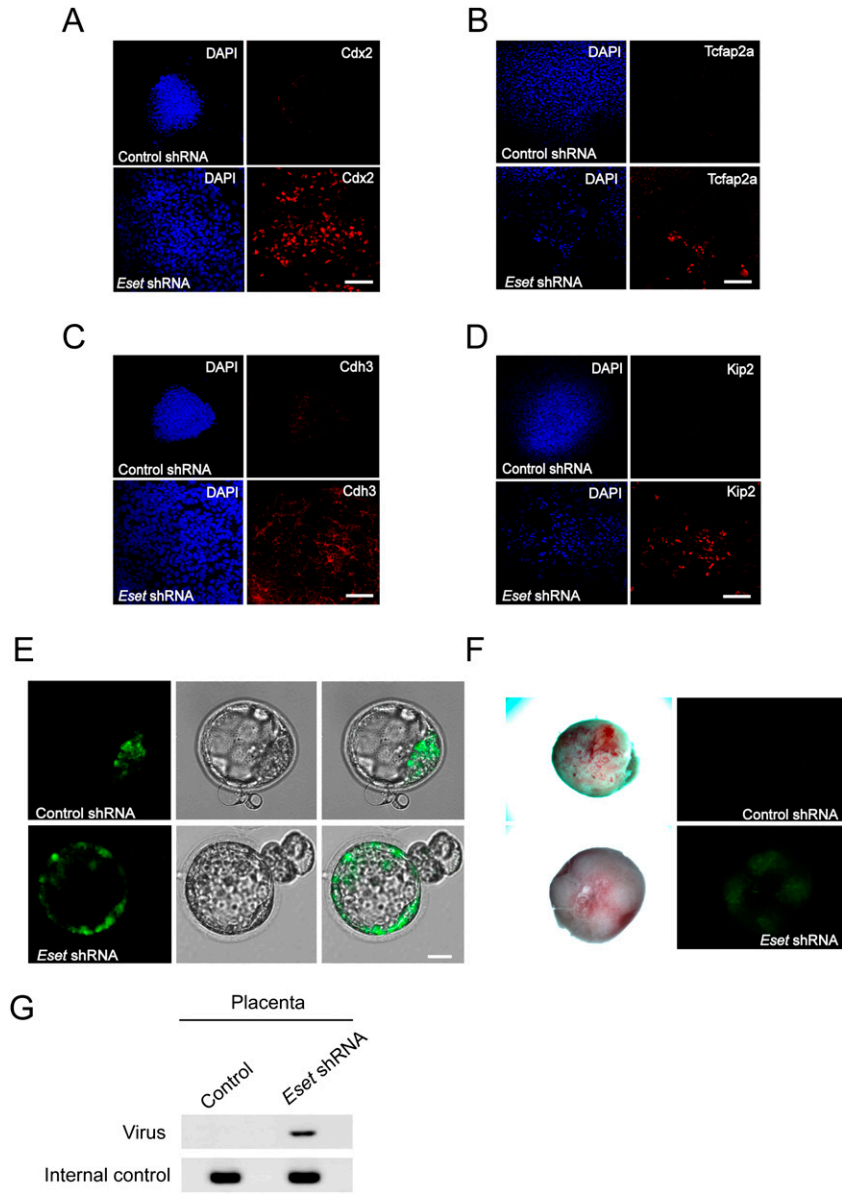 A
DAPI
Cdx2
Control shRNA
DAPI
Cdx2
Eset shRNA
B
DAPI
Tcfap2a
Control shRNA
DAPI
Tcfap2a
Eset shRNA
C
DAPI
Cdh3
Control shRNA
DAPI
Cdh3
Eset shRNA
D
DAPI
Kip2
Control shRNA
DAPI
Kip2
Eset shRNA
E
Control shRNA
Eset shRNA
F
Control shRNA
Eset shRNA
G
Placenta
Control
Eset shRNA
Virus
Internal control